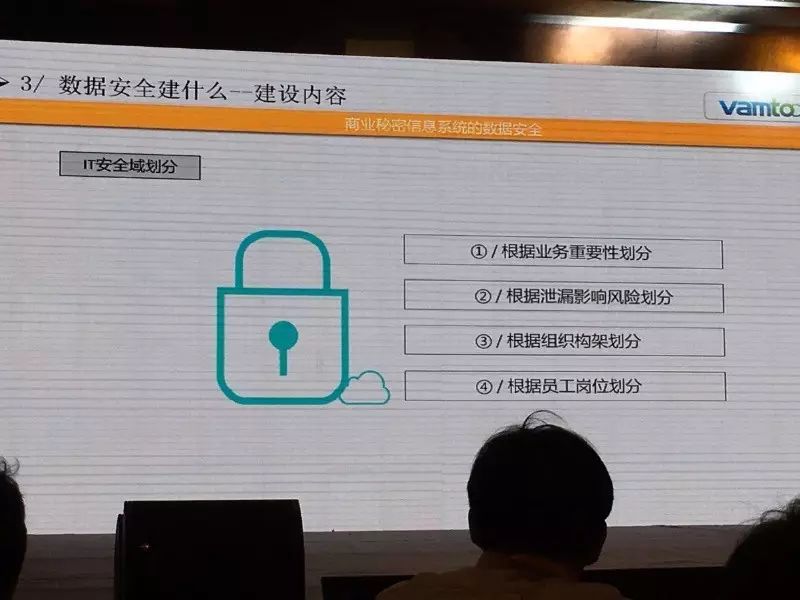 3/ 数据安全建什么--建设内容
vamto
商业秘密信息系统的数据安全
IT安全域划分
①/根据业务重要性划分
②/根据泄漏影响风险划分
③/根据组织构架划分
④/根据员工岗位划分